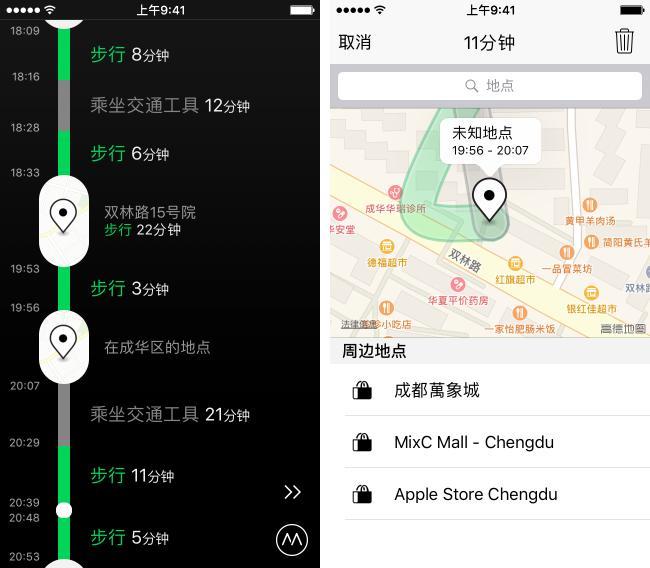 上午9:41
18:09
步行 8分钟
18:16
乘坐交通工具 12分钟
18:28
步行 6分钟
18:33
双林路15号院
步行 22分钟
19:53
步行 3分钟
19:56
在成华区的地点
20:07
乘坐交通工具 21分钟
20:29
步行 11分钟
20:39
20:48
步行 5分钟
20:53
上午9:41
取消
11分钟
地点
未知地点
19:56 - 20:07
成华华瑞诊所
华安堂
黄甲羊肉汤
德福超市
双林路
简阳黄氏羊
一品冒菜坊
红旗超市
双林
华夏平价药房
银红佳超市
法律信息
诊小吃店
一家怡肥肠米饭
高德地图
周边地点
成都萬象城
MixC Mall - Chengdu
Apple Store Chengdu